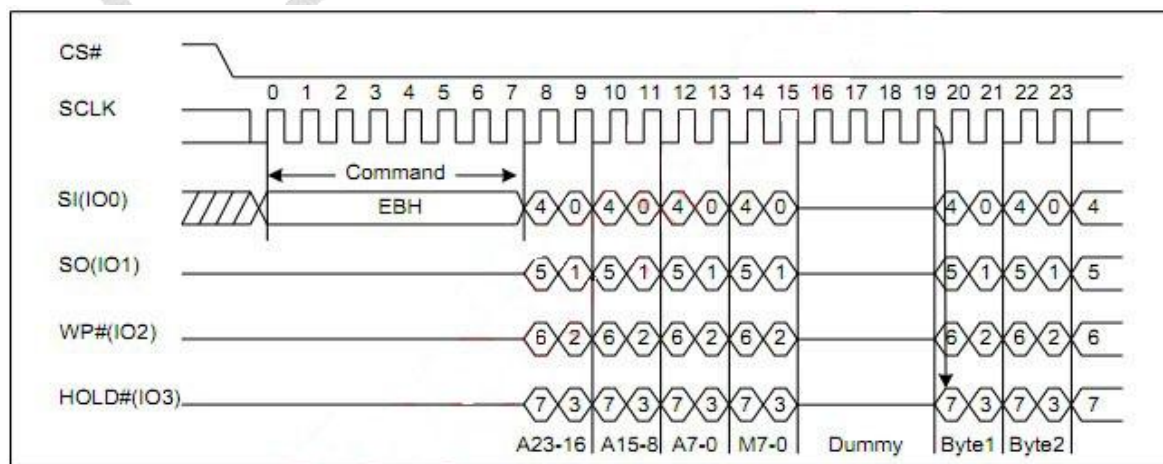 CS#
0 1 2 3 4 5 6 7 8 9 10 11 12 13 14 15 16 17 18 19 20 21 22 23
SCLK
Command
SI(IO0)
EBH 4 0 4 0 4 0 4 0 4 0 4 0 4
SO(IO1)
5 1 5 1 5 1 5 1 5 1 5 1 5
WP#(IO2)
6 2 6 2 6 2 6 2 6 2 6 2 6
HOLD#(IO3)
7 3 7 3 7 3 7 3 7 3 7 3 7
A23-16 A15-8 A7-0 M7-0 Dummy Byte1 Byte2